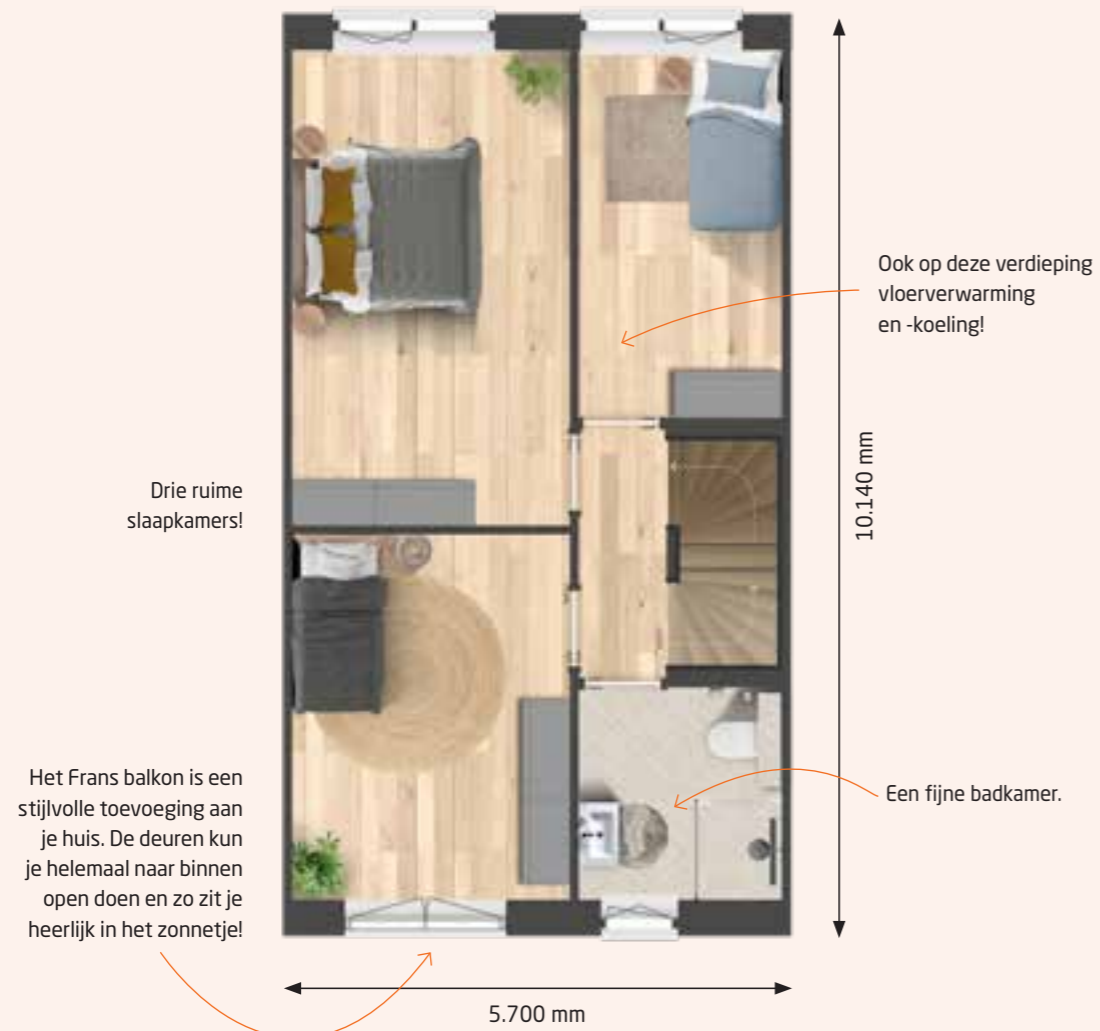 Ook op deze verdieping
vloerverwarming
en -koeling!
10.140 mm
Drie ruime
slaapkamers!
Het Frans balkon is een
stijlvolle toevoeging aan
je huis. De deuren kun
je helemaal naar binnen
open doen en zo zit je
heerlijk in het zonnetje!
Een fijne badkamer.
5.700 mm